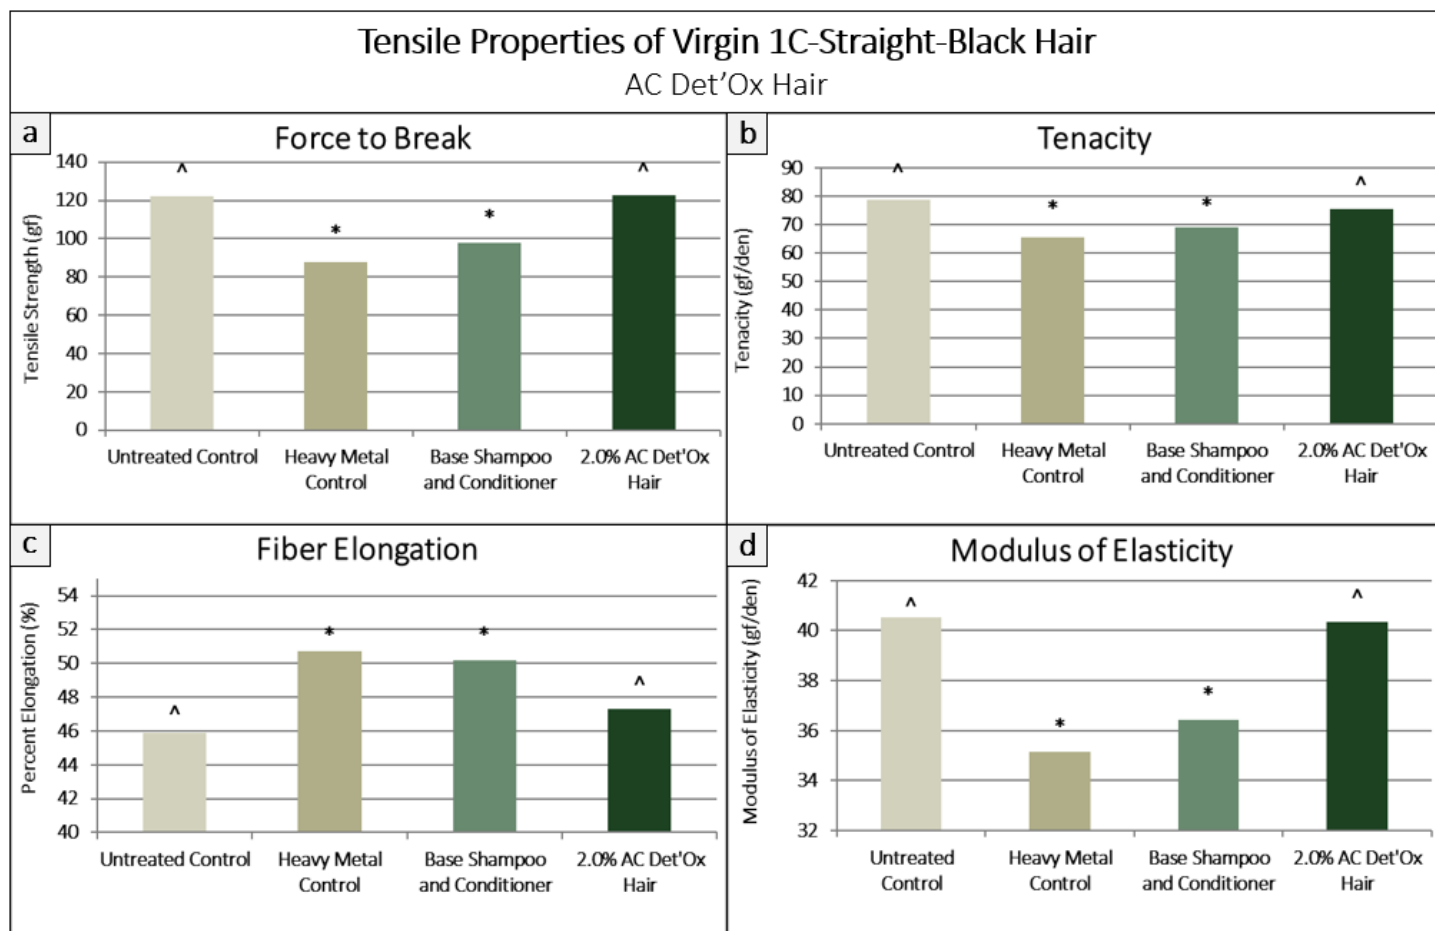 Tensile Properties of Virgin 1C-Straight-Black Hair
AC Det'Ox Hair
a
Force to Break
Tensile Strength (gf)
140
120
100
80
60
40
20
0
^
*
*
^
Untreated Control
Heavy Metal
Control
Base Shampoo
and Conditioner
2.0% AC Det'Ox
Hair
b
Tenacity
Tenacity (gf/den)
90
80
70
60
50
40
30
20
10
0
^
*
*
^
Untreated Control
Heavy Metal
Control
Base Shampoo
and Conditioner
2.0% AC Det'Ox
Hair
c
Fiber Elongation
Percent Elongation (%)
54
52
50
48
46
44
42
40
^
*
*
^
Untreated Control
Heavy Metal
Control
Base Shampoo
and Conditioner
2.0% AC Det'Ox
Hair
d
Modulus of Elasticity
Modulus of Elasticity (gf/den)
42
40
38
36
34
32
^
*
*
^
Untreated
Control
Heavy Metal
Control
Base Shampoo
and Conditioner
2.0% AC Det'Ox
Hair